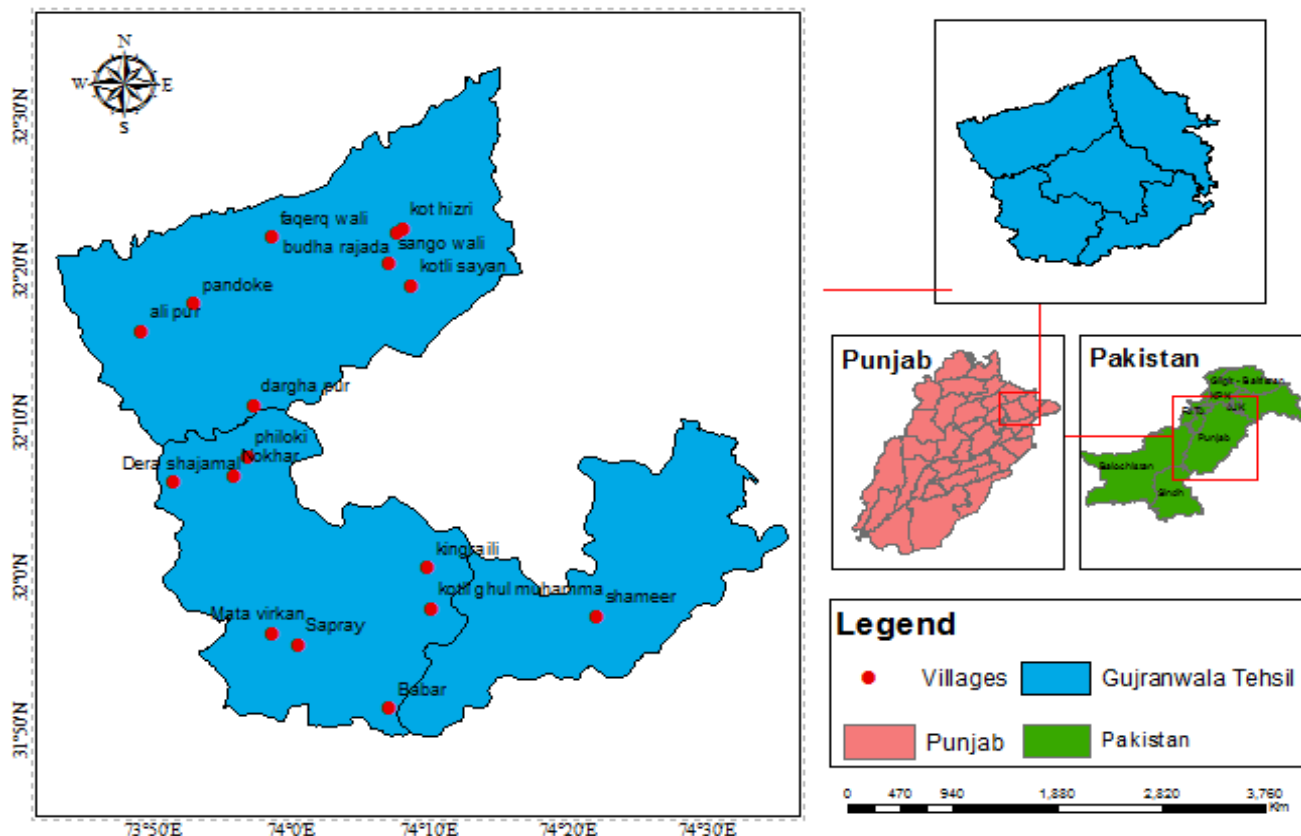 N
W
E
S
32°30'N
32°20'N
32°10'N
32°0'N
31°50'N
73°50'E
74°0'E
74°10'E
74°20'E
74°30'E
faqerq wali
kot hizri
budha rajada
sango wali
kotli sayan
pandoke
ali pur
dargha pur
philoki
Nokhar
Dera shajamal
kingra ili
kotli ghul muhamma
shameer
Mata virkan
Sapray
Babar
Punjab
Pakistan
Gilgit - Baltistan
KPK
AJK
FATA
Punjab
Balochistan
Sindh
Legend
Villages
Gujranwala Tehsil
Punjab
Pakistan
0 470 940 1,880 2,820 3,760
Km